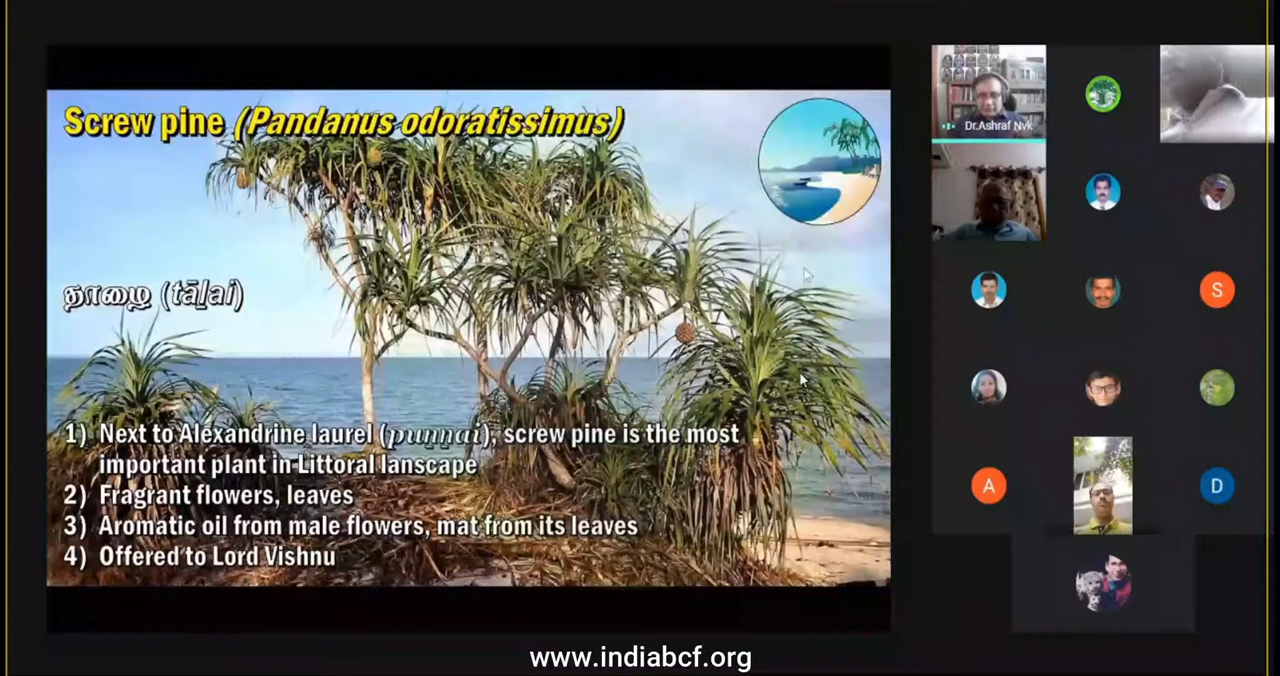 Screw pine (Pandanus odoratissimus)
தாழை (tāḻai)
1) Next to Alexandrine laurel (puṉṉai), screw pine is the most
important plant in Littoral lanscape
2) Fragrant flowers, leaves
3) Aromatic oil from male flowers, mat from its leaves
4) Offered to Lord Vishnu
Dr.Ashraf Nvk
S
A
D
www.indiabcf.org